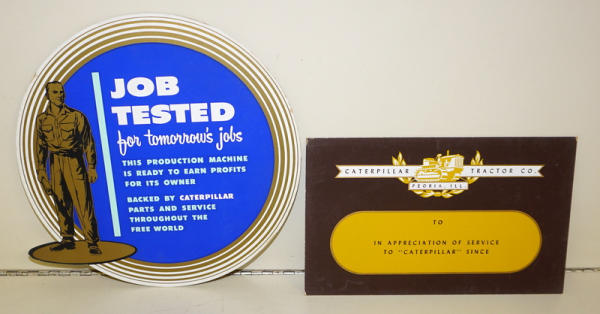 JOB
TESTED
for tomorrow's jobs
THIS PRODUCTION MACHINE
IS READY TO EARN PROFITS
FOR ITS OWNER
BACKED BY CATERPILLAR
PARTS AND SERVICE
THROUGHOUT THE
FREE WORLD
CATERPILLAR TRACTOR CO.
PEORIA, ILL.
TO
IN APPRECIATION OF SERVICE
TO "CATERPILLAR" SINCE